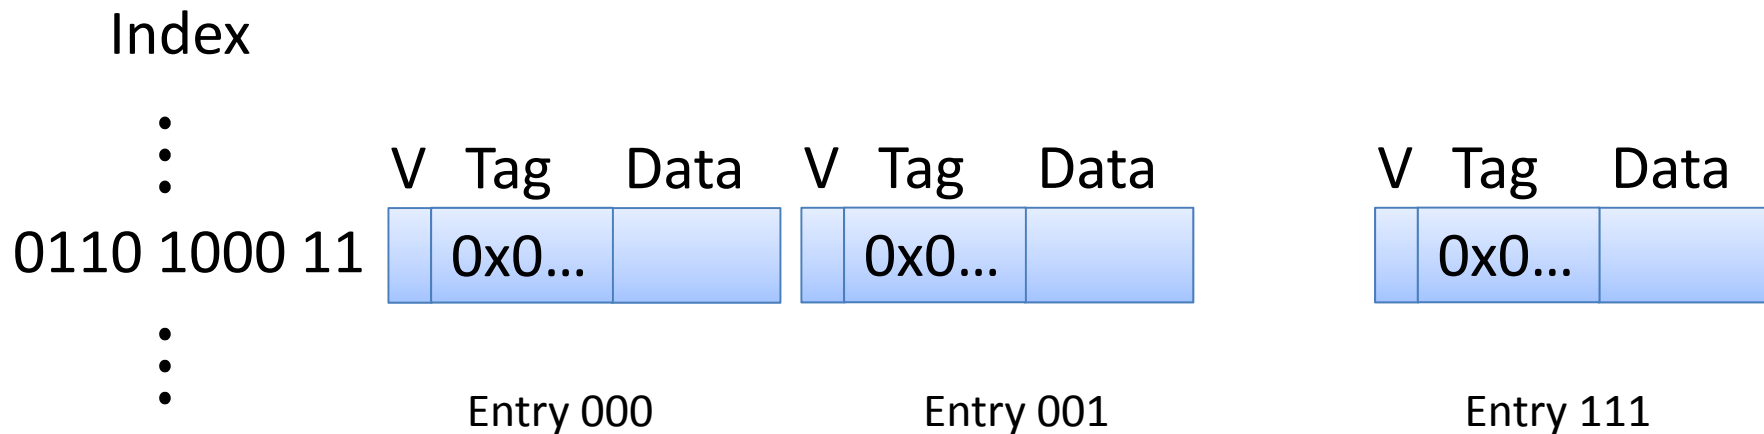 Index
V Tag Data V Tag Data V Tag Data
0110 1000 11 0x0... 0x0... 0x0...
Entry 000 Entry 001 Entry 111